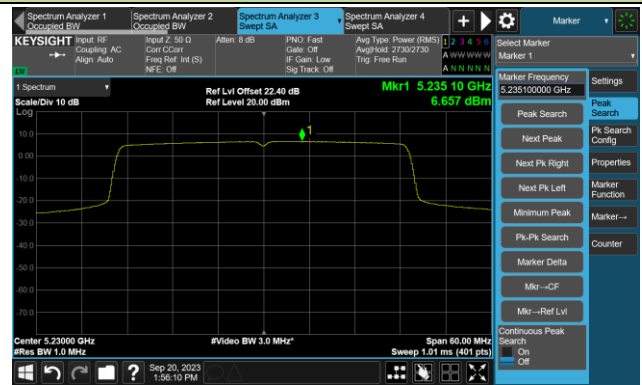 Spectrum Analyzer 1
Occupied BW
Spectrum Analyzer 2
Occupied BW
Spectrum Analyzer 3
Swept SA
Spectrum Analyzer 4
Swept SA
Marker
KEYSIGHT
Input: RF
Coupling: AC
Align: Auto
Input Z: 50 Ω
Corr CCorr
Freq Ref: Int (S)
NFE: Off
Atten: 8 dB
PNO: Fast
Gate: Off
IF Gain: Low
Sig Track: Off
Avg Type: Power (RMS)
Avg|Hold: 2730/2730
Trig: Free Run
1 2 3 4 5 6
A W W W W W
A N N N N N
LW
Select Marker
Marker 1
1 Spectrum
Scale/Div 10 dB
Ref Lvl Offset 22.40 dB
Ref Level 20.00 dBm
Mkr1 5.235 10 GHz
6.657 dBm
Log
10.0
0.00
-10.0
-20.0
-30.0
-40.0
-50.0
-60.0
-70.0
1
Center 5.23000 GHz
#Res BW 1.0 MHz
#Video BW 3.0 MHz*
Span 60.00 MHz
Sweep 1.01 ms (401 pts)
Marker Frequency
5.235100000 GHz
Peak Search
Next Peak
Next Pk Right
Next Pk Left
Minimum Peak
Pk-Pk Search
Marker Delta
Mkr→CF
Mkr→Ref Lvl
Continuous Peak
Search
On
Off
Settings
Peak
Search
Pk Search
Config
Properties
Marker
Function
Marker→
Counter
?
Sep 20, 2023
1:56:10 PM